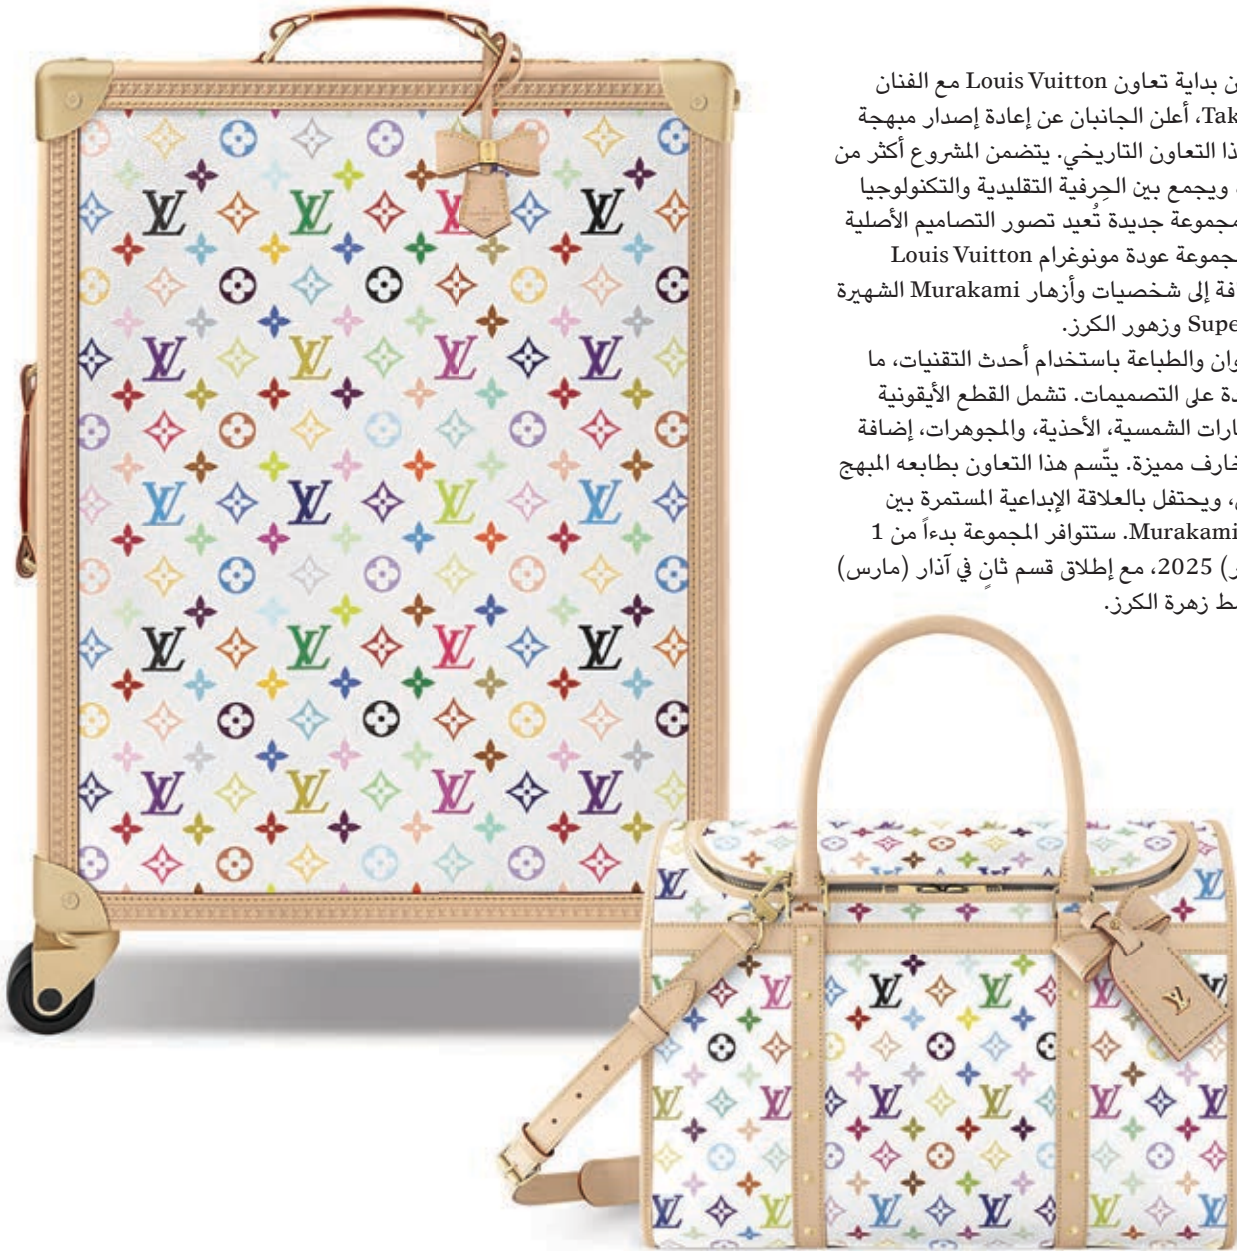 ن بداية تعاون Louis Vuitton مع الفنان
Tak، أعلن الجانبان عن إعادة إصدار مبهجة
ذا التعاون التاريخي. يتضمن المشروع أكثر من
، ويجمع بين الحِرفية التقليدية والتكنولوجيا
مجموعة جديدة تُعيد تصور التصاميم الأصلية
جموعة عودة مونوغرام Louis Vuitton
افة إلى شخصيات وأزهار Murakami الشهيرة
Supe وزهور الكرز.
وان والطباعة باستخدام أحدث التقنيات، ما
دة على التصميمات. تشمل القطع الأيقونية
ارات الشمسية، الأحذية، والمجوهرات، إضافة
خارف مميزة. يتّسم هذا التعاون بطابعه المبهج
، ويحتفل بالعلاقة الإبداعية المستمرة بين
Murakami. ستتوافر المجموعة بدءاً من 1
ر) 2025، مع إطلاق قسم ثانٍ في آذار (مارس)
ط زهرة الكرز.